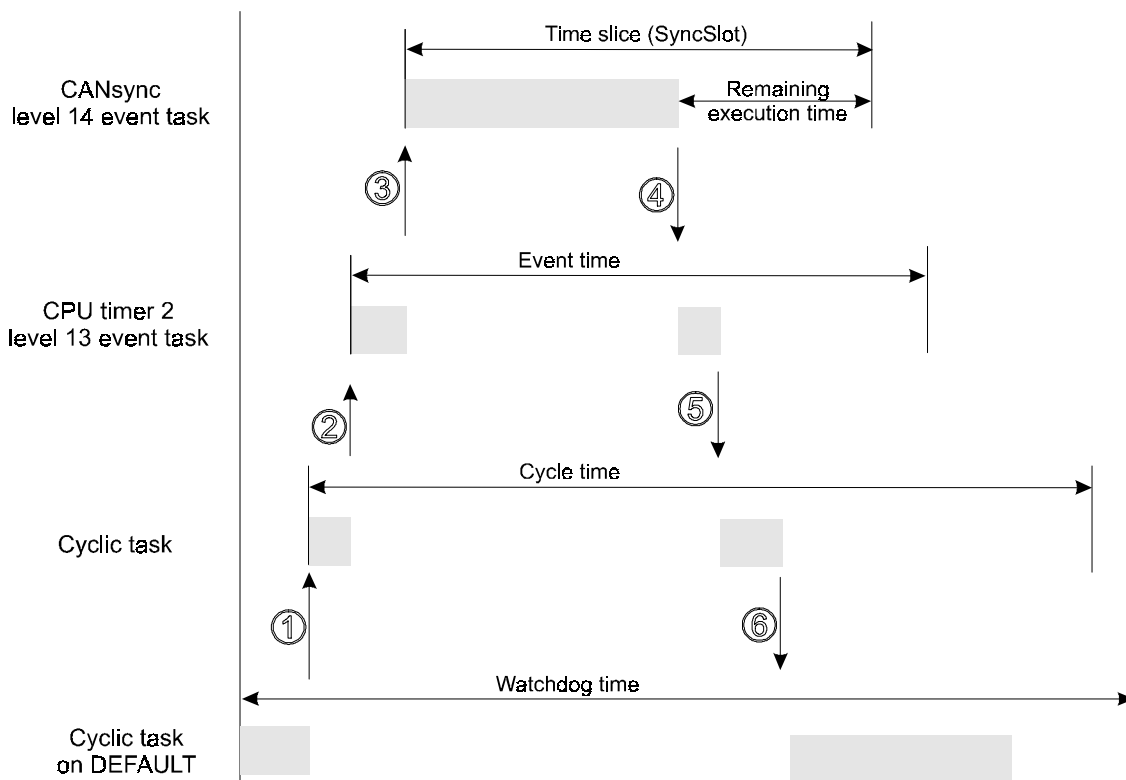 Time slice (SyncSlot)
CANsync
level 14 event task
Remaining
execution time
③
④
Event time
CPU timer 2
level 13 event task
②
⑤
Cycle time
Cyclic task
①
⑥
Watchdog time
Cyclic task
on DEFAULT